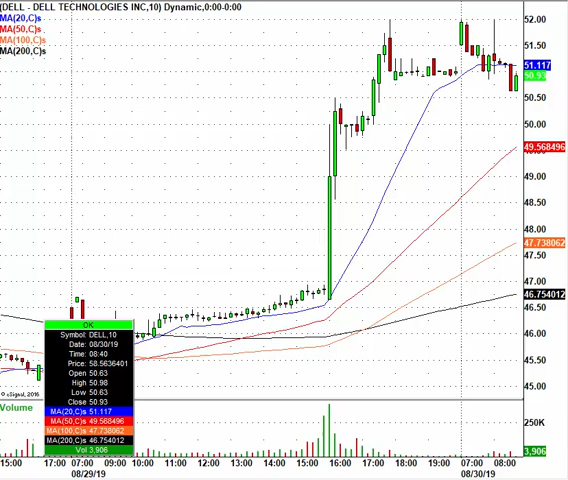 (DELL - DELL TECHNOLOGIES INC,10) Dynamic,0:00-0:00
MA(20,C)s
MA(50,C)s
MA(100,C)s
MA(200,C)s
52.00
51.50
51.117
50.93
50.50
50.00
49.568496
49.00
48.50
48.00
47.738062
47.50
47.00
46.754012
46.50
46.00
45.50
45.00
OK
Symbol: DELL,10
Date: 08/30/19
Time: 08:40
Price: 58.5636401
Open 50.63
High 50.98
Low 50.63
Close 50.93
MA(20,C)s 51.117
MA(50,C)s 49.568496
MA(100,C)s 47.738062
MA(200,C)s 46.754012
Vol 3,906
© eSignal, 2016
Volume
250K
3,906
15:00 17:00 07:00 09:00 10:00 11:00 12:00 13:00 14:00 15:00 16:00 17:00 18:00 19:00 07:00 08:00
08/29/19 08/30/19